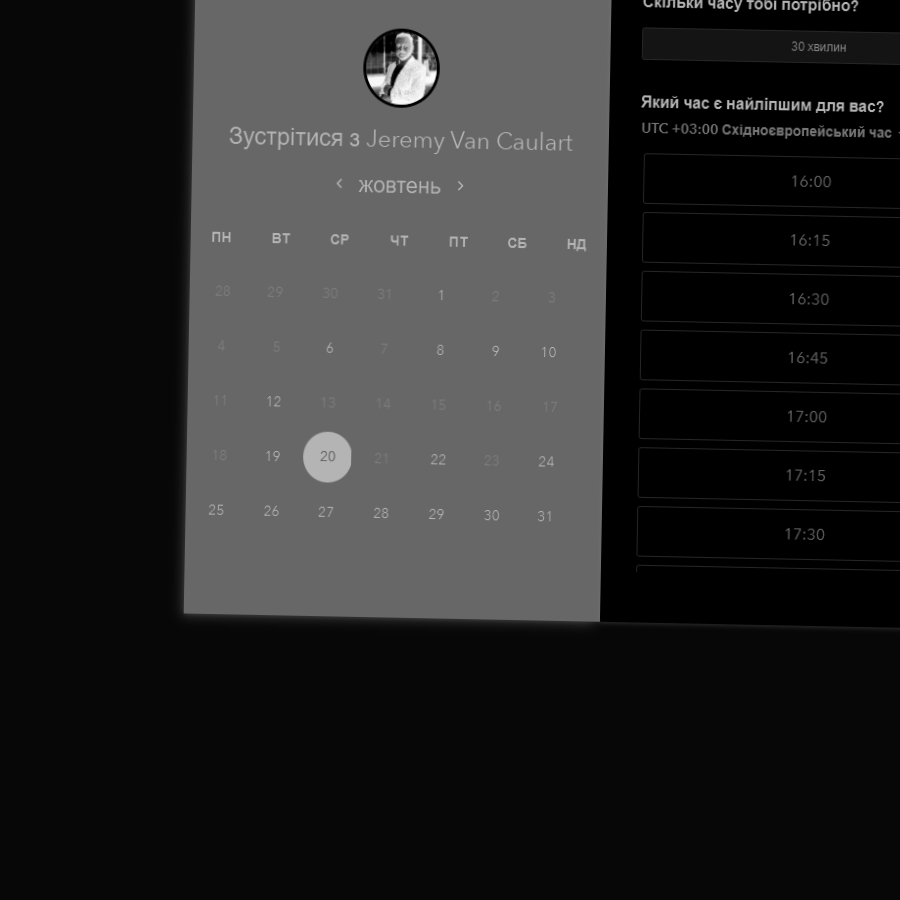 Зустрітися з Jeremy Van Caulart
‹ жовтень ›
ПН ВТ СР ЧТ ПТ СБ НД
28 29 30 31 1 2 3
4 5 6 7 8 9 10
11 12 13 14 15 16 17
18 19 20 21 22 23 24
25 26 27 28 29 30 31
Скільки часу тобі потрібно?
30 хвилин
Який час є найліпшим для вас?
UTC +03:00 Східноєвропейський час
16:00
16:15
16:30
16:45
17:00
17:15
17:30